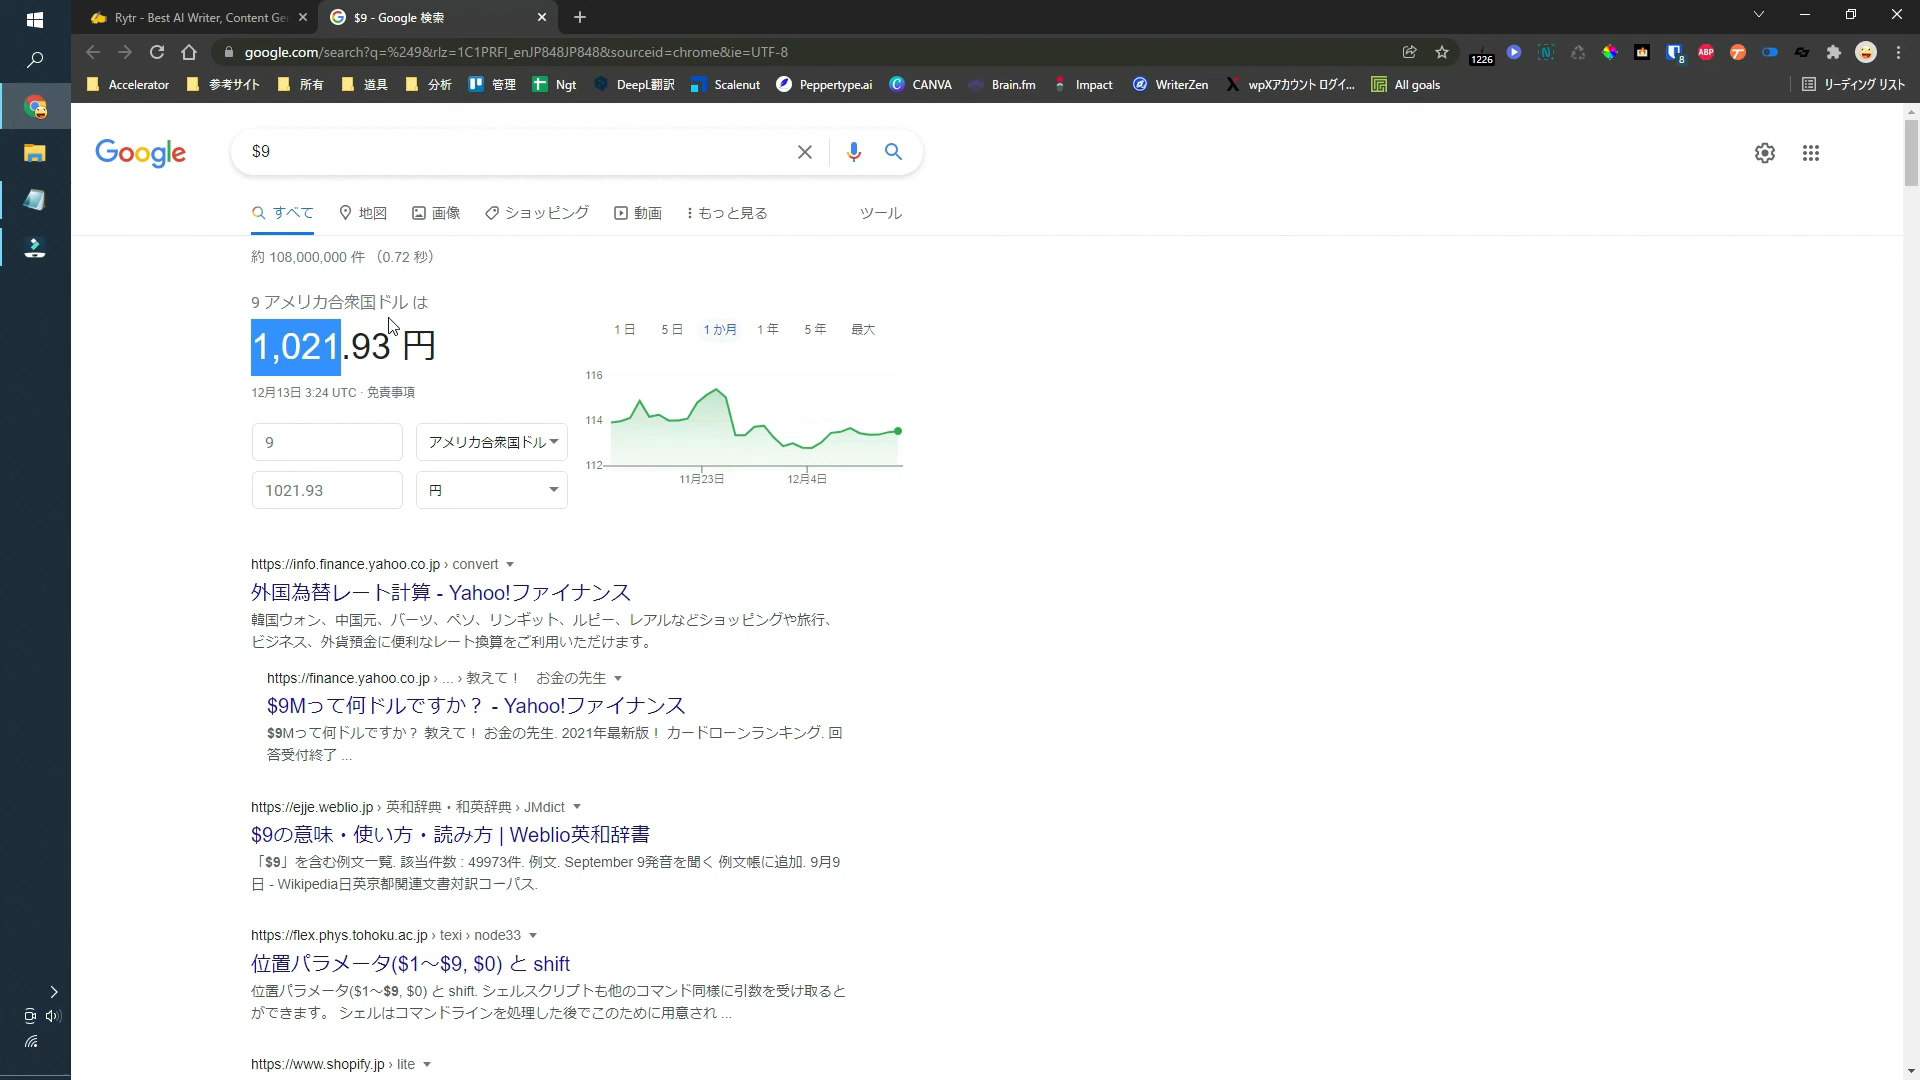 Rytr - Best AI Writer, Content Ge
$9 - Google 検索
google.com/search?q=%249&rlz=1C1PRFI_enJP848JP848&sourceid=chrome&ie=UTF-8
1226
8
ABP
Accelerator
参考サイト
所有
道具
分析
管理
Ngt
DeepL翻訳
Scalenut
Peppertype.ai
CANVA
Brain.fm
Impact
WriterZen
wpXアカウント ログイ...
All goals
リーディング リスト
Google
$9
すべて
地図
画像
ショッピング
動画
もっと見る
ツール
約 108,000,000 件 （0.72 秒）
9 アメリカ合衆国ドル は
1,021.93 円
12月13日 3:24 UTC · 免責事項
9
アメリカ合衆国ドル
1021.93
円
1 日
5 日
1 か月
1 年
5 年
最大
116
114
112
11月23日
12月4日
https://info.finance.yahoo.co.jp › convert
外国為替レート計算 - Yahoo!ファイナンス
韓国ウォン、中国元、バーツ、ペソ、リンギット、ルピー、レアルなどショッピングや旅行、
ビジネス、外貨預金に便利なレート換算をご利用いただけます。
https://finance.yahoo.co.jp › ... › 教えて！ お金の先生
$9Mって何ドルですか？ - Yahoo!ファイナンス
$9Mって何ドルですか？ 教えて！ お金の先生. 2021年最新版！ カードローンランキング. 回
答受付終了 ...
https://ejje.weblio.jp › 英和辞典・和英辞典 › JMdict
$9の意味・使い方・読み方 | Weblio英和辞書
「$9」を含む例文一覧. 該当件数 : 49973件. 例文. September 9発音を聞く 例文帳に追加. 9月9
日 - Wikipedia日英京都関連文書対訳コーパス.
https://flex.phys.tohoku.ac.jp › texi › node33
位置パラメータ($1～$9, $0) と shift
位置パラメータ($1～$9, $0) と shift. シェルスクリプトも他のコマンド同様に引数を受け取ると
ができます。 シェルはコマンドラインを処理した後でこのために用意され ...
https://www.shopify.jp › lite